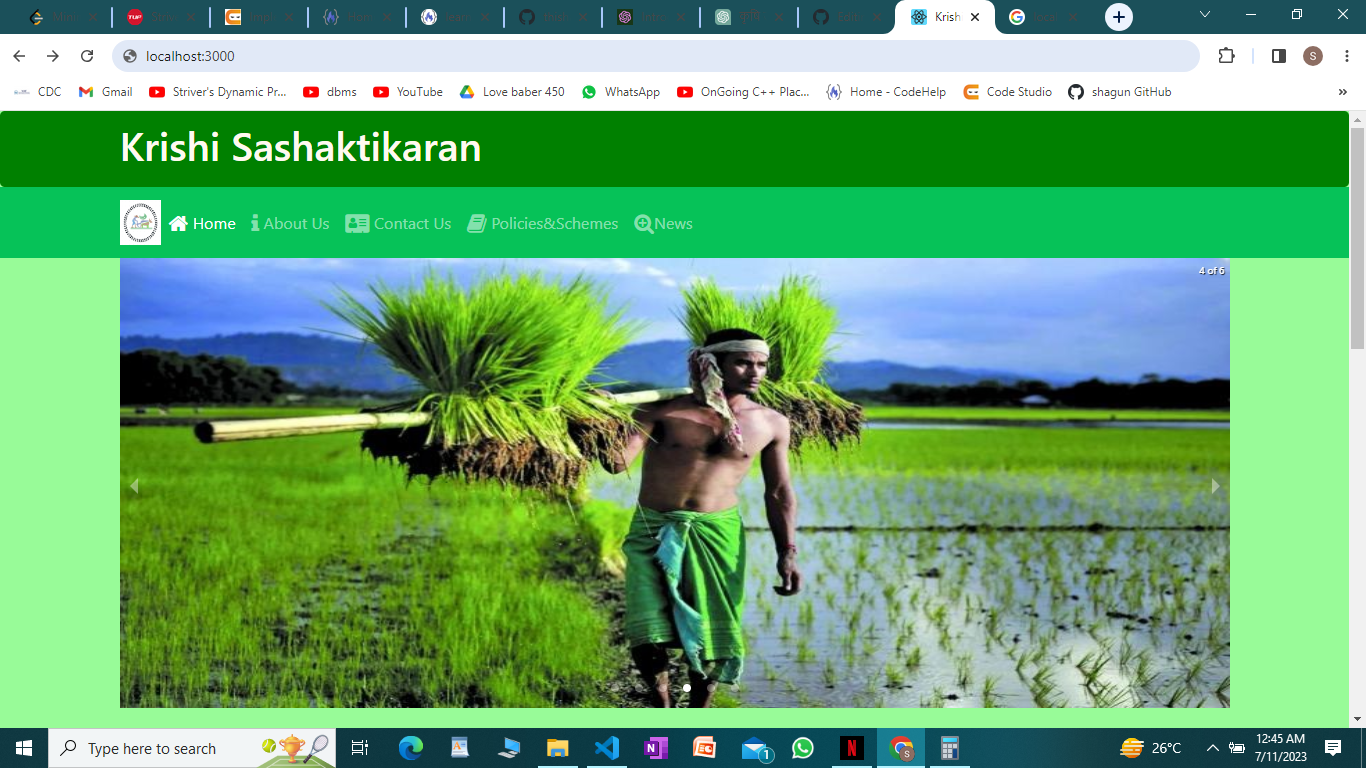 Krish
localhost:3000
S
CDC
Gmail
Striver's Dynamic Pr...
dbms
YouTube
Love baber 450
WhatsApp
OnGoing C++ Plac...
Home - CodeHelp
Code Studio
shagun GitHub
»
Krishi Sashaktikaran
Home
About Us
Contact Us
Policies&Schemes
News
4 of 6
Type here to search
1
26°C
12:45 AM
7/11/2023